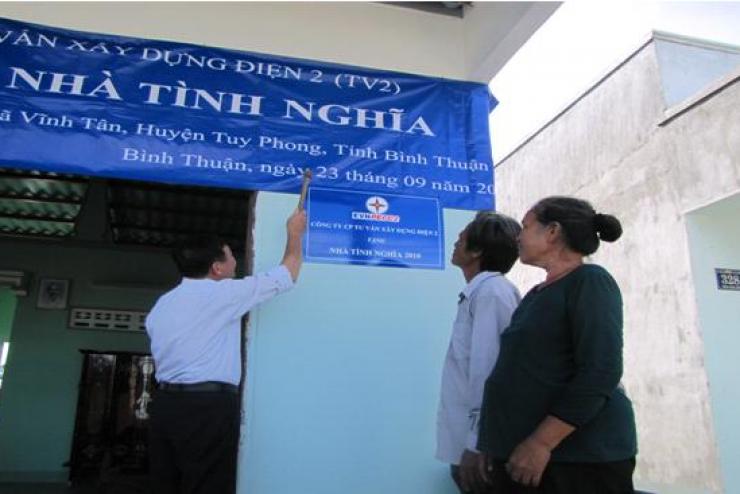 VẤN XÂY DỰNG ĐIỆN 2 (TV2)
NHÀ TÌNH NGHĨA
Vĩnh Tân, Huyện Tuy Phong, Tỉnh Bình Thuận
Bình Thuận, ngày 23 tháng 09 năm 20
EVNPECC2
CÔNG TY CP TƯ VẤN XÂY DỰNG ĐIỆN 2
TẶNG
NHÀ TÌNH NGHĨA 2010
328